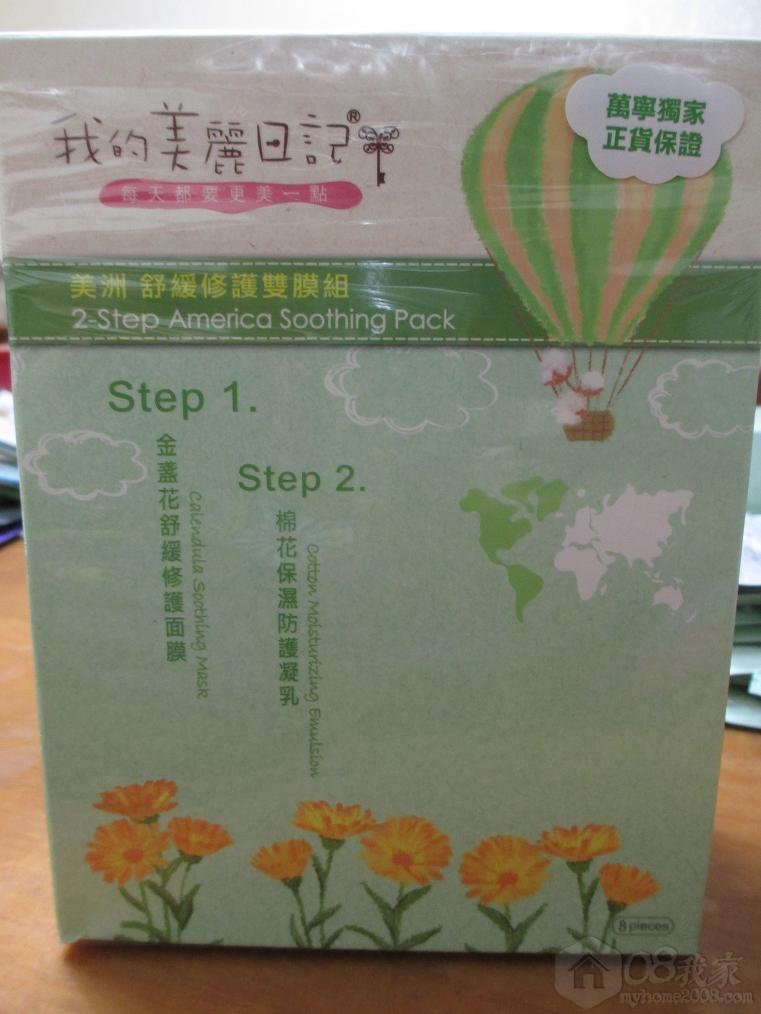 我的美麗日記®
每天都要更美一點
萬寧獨家
正貨保證
美洲 舒緩修護雙膜組
2-Step America Soothing Pack
Step 1.
金盞花舒緩修護面膜
Calendula Soothing Mask
Step 2.
棉花保濕防護凝乳
Cotton Moisturizing Emulsion
8 pieces
08我家
myhome2008.com